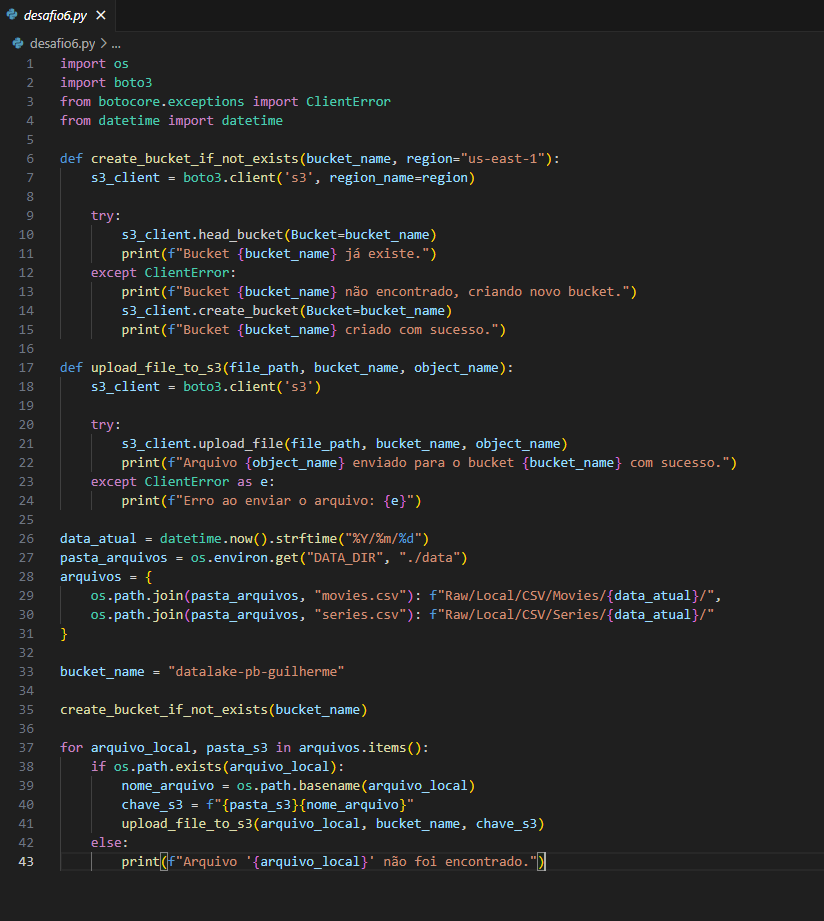 desafio6.py ×
desafio6.py > ...
1 import os
2 import boto3
3 from botocore.exceptions import ClientError
4 from datetime import datetime
5
6 def create_bucket_if_not_exists(bucket_name, region="us-east-1"):
7     s3_client = boto3.client('s3', region_name=region)
8
9     try:
10         s3_client.head_bucket(Bucket=bucket_name)
11         print(f"Bucket {bucket_name} já existe.")
12     except ClientError:
13         print(f"Bucket {bucket_name} não encontrado, criando novo bucket.")
14         s3_client.create_bucket(Bucket=bucket_name)
15         print(f"Bucket {bucket_name} criado com sucesso.")
16
17 def upload_file_to_s3(file_path, bucket_name, object_name):
18     s3_client = boto3.client('s3')
19
20     try:
21         s3_client.upload_file(file_path, bucket_name, object_name)
22         print(f"Arquivo {object_name} enviado para o bucket {bucket_name} com sucesso.")
23     except ClientError as e:
24         print(f"Erro ao enviar o arquivo: {e}")
25
26 data_atual = datetime.now().strftime("%Y/%m/%d")
27 pasta_arquivos = os.environ.get("DATA_DIR", "./data")
28 arquivos = {
29     os.path.join(pasta_arquivos, "movies.csv"): f"Raw/Local/CSV/Movies/{data_atual}/",
30     os.path.join(pasta_arquivos, "series.csv"): f"Raw/Local/CSV/Series/{data_atual}/"
31 }
32
33 bucket_name = "datalake-pb-guilherme"
34
35 create_bucket_if_not_exists(bucket_name)
36
37 for arquivo_local, pasta_s3 in arquivos.items():
38     if os.path.exists(arquivo_local):
39         nome_arquivo = os.path.basename(arquivo_local)
40         chave_s3 = f"{pasta_s3}{nome_arquivo}"
41         upload_file_to_s3(arquivo_local, bucket_name, chave_s3)
42     else:
43         print(f"Arquivo '{arquivo_local}' não foi encontrado.")